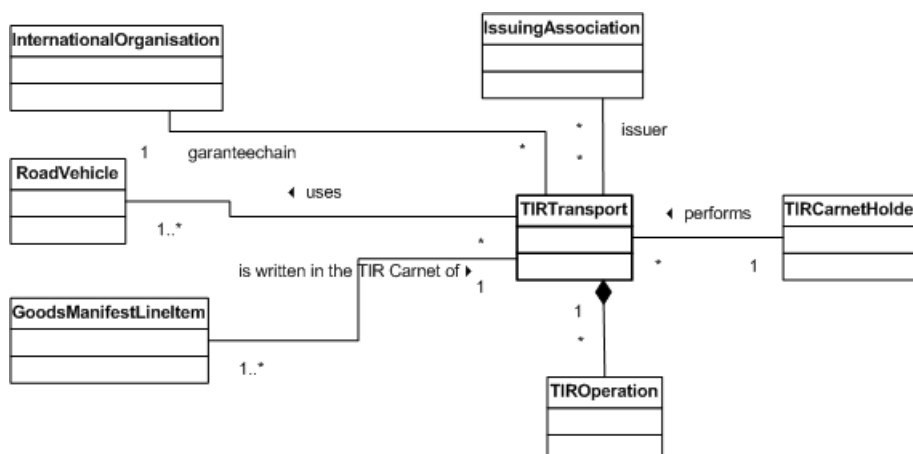 InternationalOrganisation
IssuingAssociation
*
issuer
*
1
garanteechain
*
RoadVehicle
◄ uses
1..*
TIRTransport
*
◄ performs
TIRCarnetHolde
*
1
is written in the TIR Carnet of ►
1
GoodsManifestLineItem
1..*
1
*
TIROperation